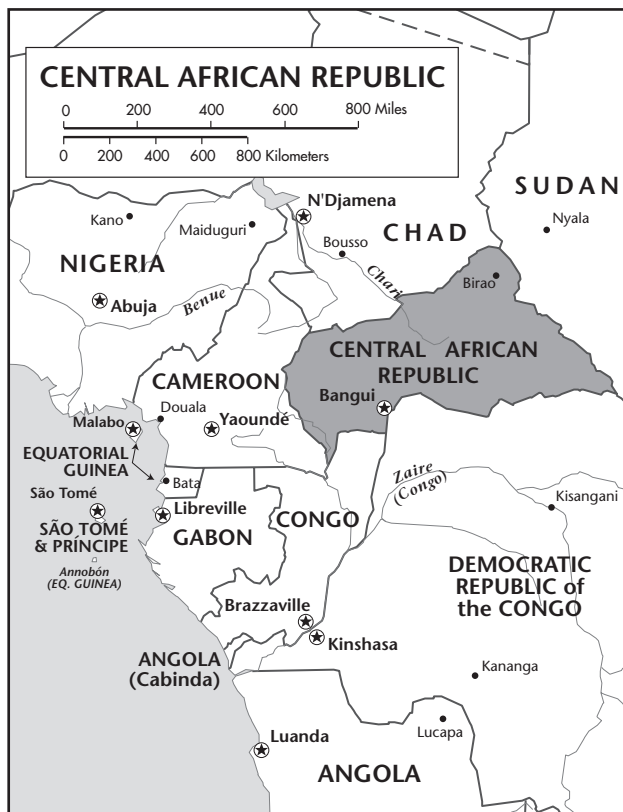 CENTRAL AFRICAN REPUBLIC
0 200 400 600 800 Miles
0 200 400 600 800 Kilometers
SUDAN
N'Djamena
Nyala
Kano
Maiduguri
CHAD
Bousso
NIGERIA
Chari
Birao
Abuja
Benue
CENTRAL AFRICAN
REPUBLIC
CAMEROON
Bangui
Douala
Malabo
Yaoundé
EQUATORIAL
GUINEA
Zaire
(Congo)
Bata
Kisangani
São Tomé
Libreville
CONGO
SÃO TOMÉ
& PRÍNCIPE
GABON
Annobón
(EQ. GUINEA)
DEMOCRATIC
REPUBLIC of
the CONGO
Brazzaville
Kinshasa
ANGOLA
(Cabinda)
Kananga
Luanda
Lucapa
ANGOLA